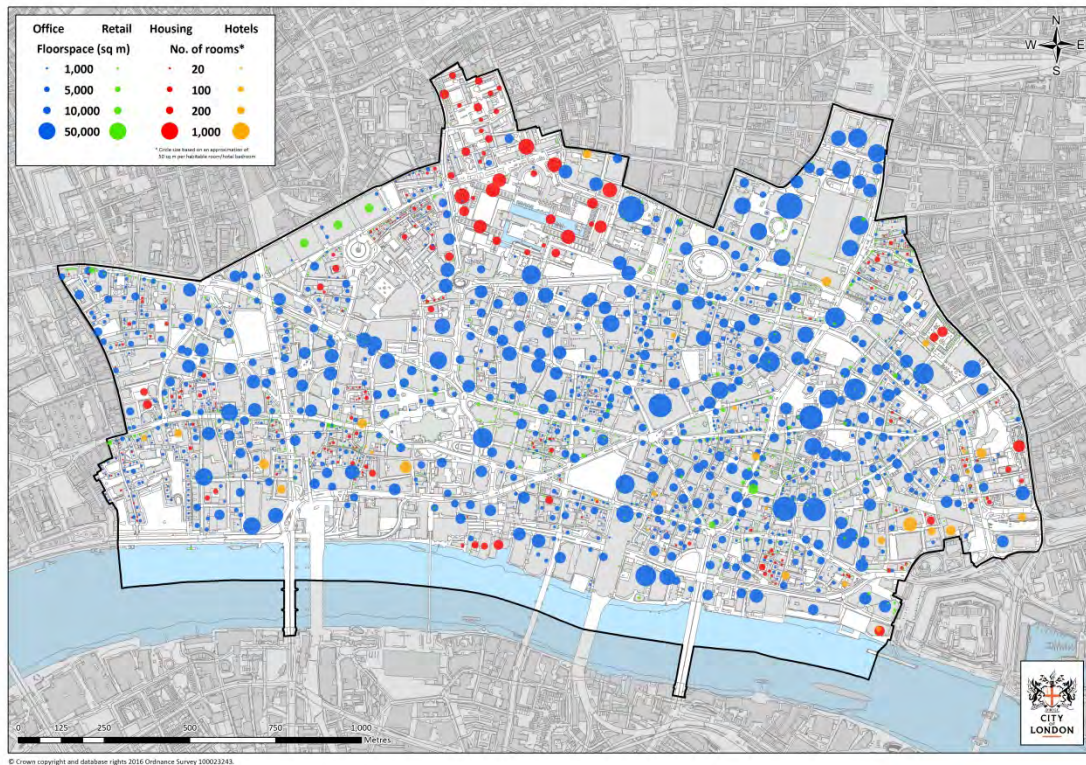 Office Retail Housing Hotels
Floorspace (sq m) No. of rooms*
1,000 20
5,000 100
10,000 200
50,000 1,000
* Circle size based on an approximation of
50 sq m per habitable room/hotel bedroom
N
W E
S
0 125 250 500 750 1,000
Metres
CITY
OF
LONDON
© Crown copyright and database rights 2016 Ordnance Survey 100023243.